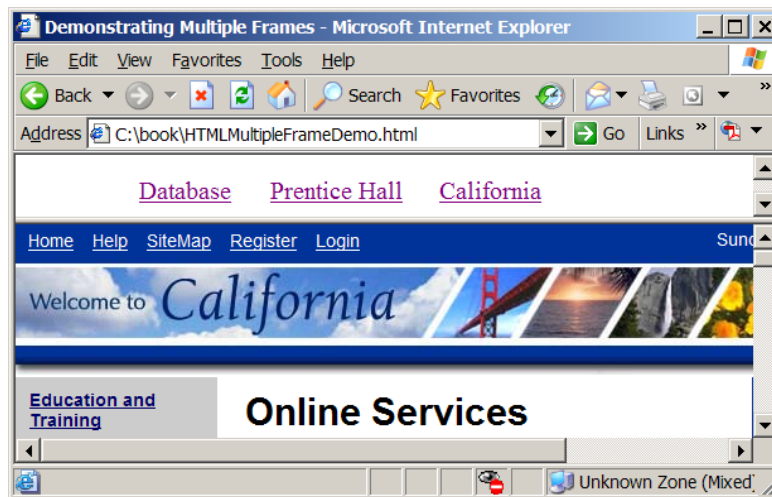 Demonstrating Multiple Frames - Microsoft Internet Explorer
File Edit View Favorites Tools Help
Back Search Favorites »
Address C:\book\HTMLMultipleFrameDemo.html Go Links »
Database Prentice Hall California
Home Help SiteMap Register Login
Welcome to California
Education and
Training
Online Services
Unknown Zone (Mixed)